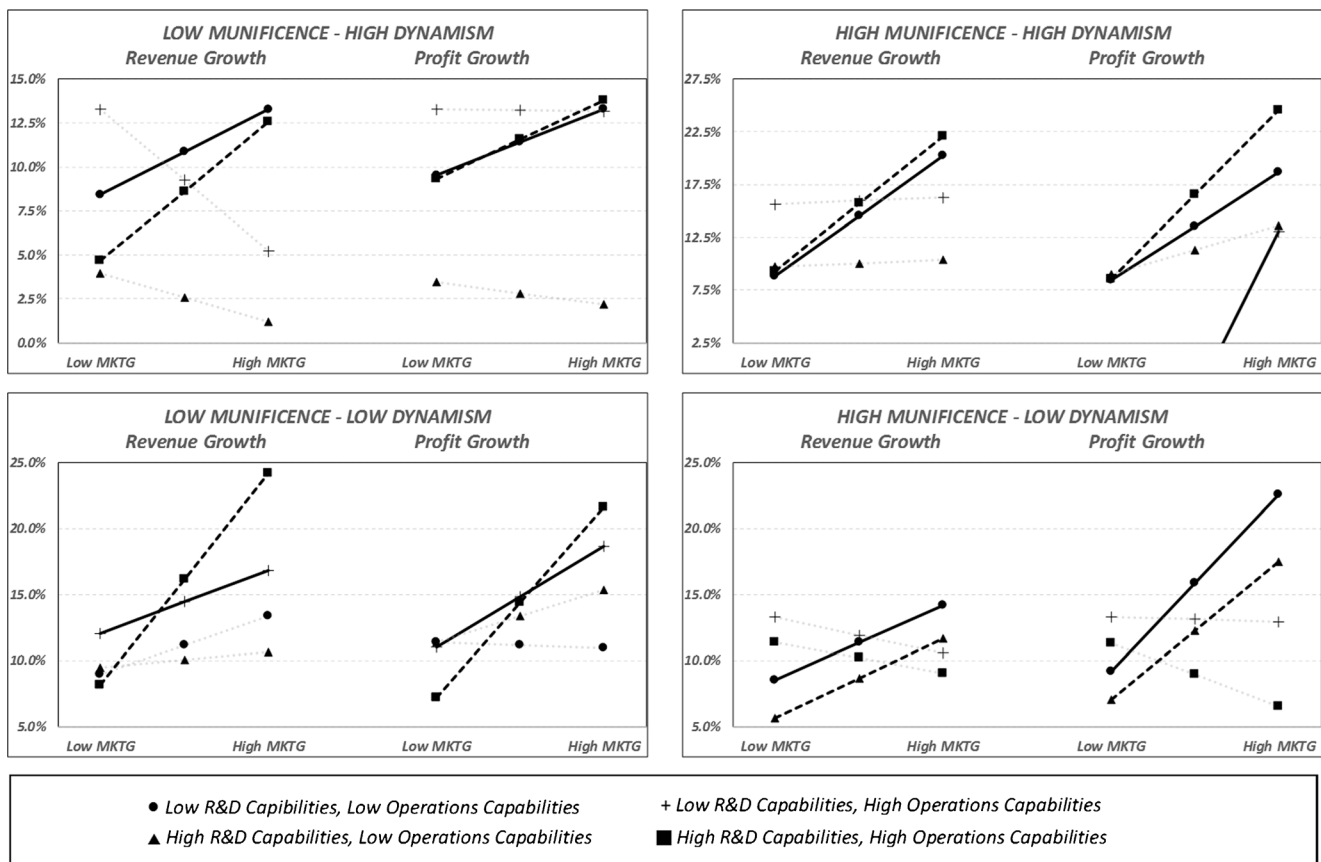 LOW MUNIFICENCE - HIGH DYNAMISM
Revenue Growth Profit Growth
15.0%
12.5%
10.0%
7.5%
5.0%
2.5%
0.0%
Low MKTG High MKTG Low MKTG High MKTG
HIGH MUNIFICENCE - HIGH DYNAMISM
Revenue Growth Profit Growth
27.5%
22.5%
17.5%
12.5%
7.5%
2.5%
Low MKTG High MKTG Low MKTG High MKTG
LOW MUNIFICENCE - LOW DYNAMISM
Revenue Growth Profit Growth
25.0%
20.0%
15.0%
10.0%
5.0%
Low MKTG High MKTG Low MKTG High MKTG
HIGH MUNIFICENCE - LOW DYNAMISM
Revenue Growth Profit Growth
25.0%
20.0%
15.0%
10.0%
5.0%
Low MKTG High MKTG Low MKTG High MKTG
Low R&D Capibilities, Low Operations Capabilities
Low R&D Capabilities, High Operations Capabilities
High R&D Capabilities, Low Operations Capabilities
High R&D Capabilities, High Operations Capabilities